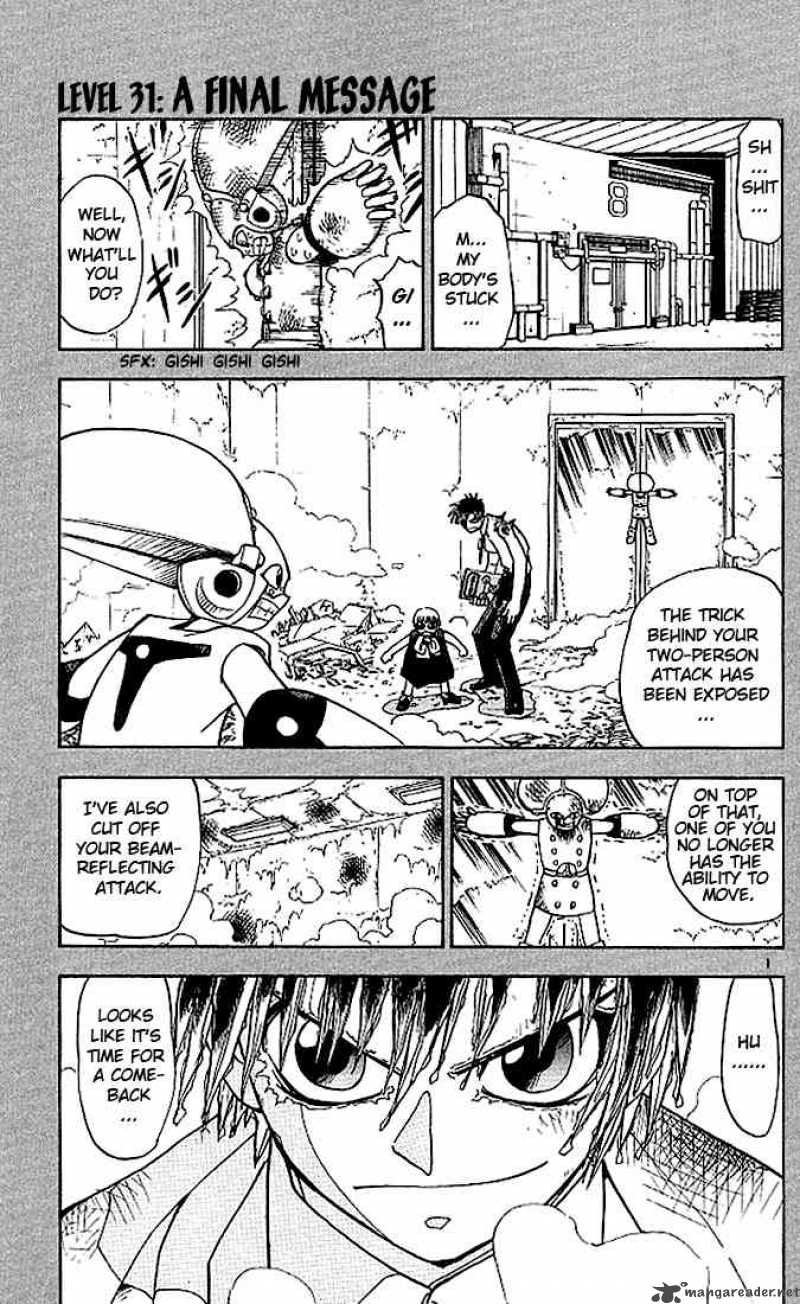 LEVEL 31: A FINAL MESSAGE
SH
...
SHIT
...
8
M...
MY
BODY'S
STUCK
...
WELL,
NOW
WHAT'LL
YOU
DO?
GI
...
SFX: GISHI GISHI GISHI
THE TRICK
BEHIND YOUR
TWO-PERSON
ATTACK HAS
BEEN EXPOSED
...
ON TOP
OF THAT,
ONE OF YOU
NO LONGER
HAS THE
ABILITY TO
MOVE.
I'VE ALSO
CUT OFF
YOUR BEAM-
REFLECTING
ATTACK.
1
HU
......
LOOKS
LIKE IT'S
TIME FOR
A COME-
BACK
...
mangareader.net